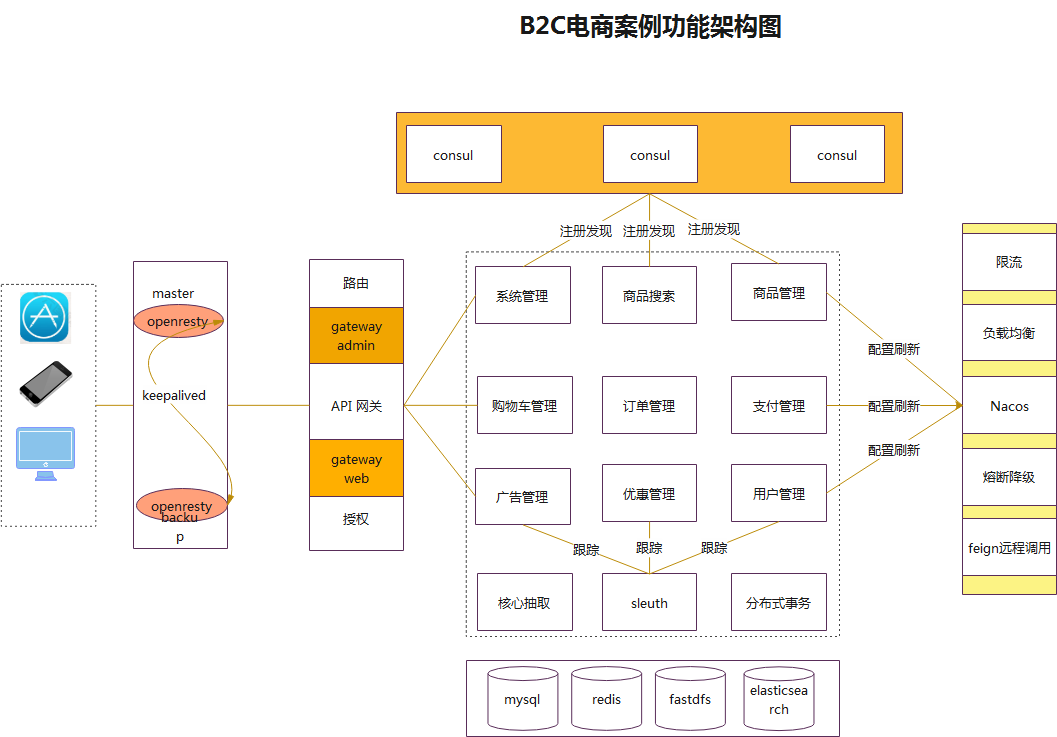 B2C电商案例功能架构图
consul
consul
consul
注册发现
注册发现
注册发现
master
openresty
keepalived
openresty
backu
p
路由
gateway
admin
API 网关
gateway
web
授权
系统管理
商品搜索
商品管理
购物车管理
订单管理
支付管理
广告管理
优惠管理
用户管理
跟踪
跟踪
跟踪
核心抽取
sleuth
分布式事务
配置刷新
配置刷新
配置刷新
限流
负载均衡
Nacos
熔断降级
feign远程调用
mysql
redis
fastdfs
elasticsea
rch